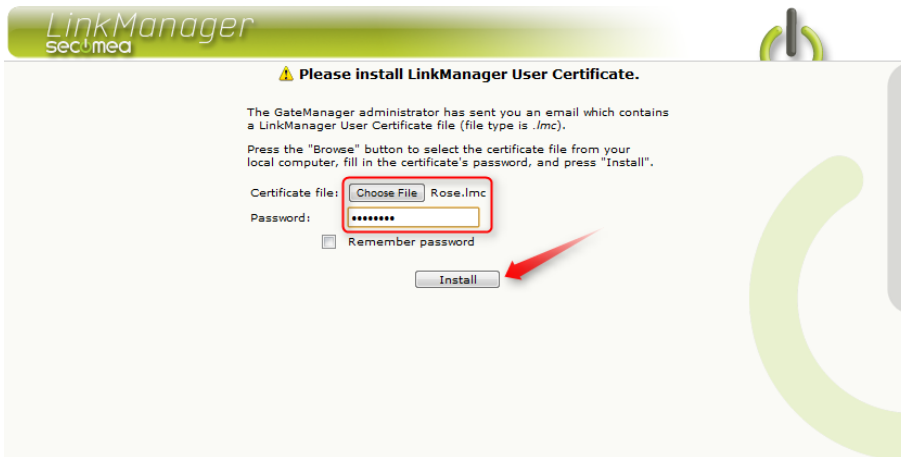 LinkManager
secomea
Please install LinkManager User Certificate.
The GateManager administrator has sent you an email which contains
a LinkManager User Certificate file (file type is .lmc).
Press the "Browse" button to select the certificate file from your
local computer, fill in the certificate's password, and press "Install".
Certificate file: Choose File Rose.lmc
Password: ••••••••
Remember password
Install